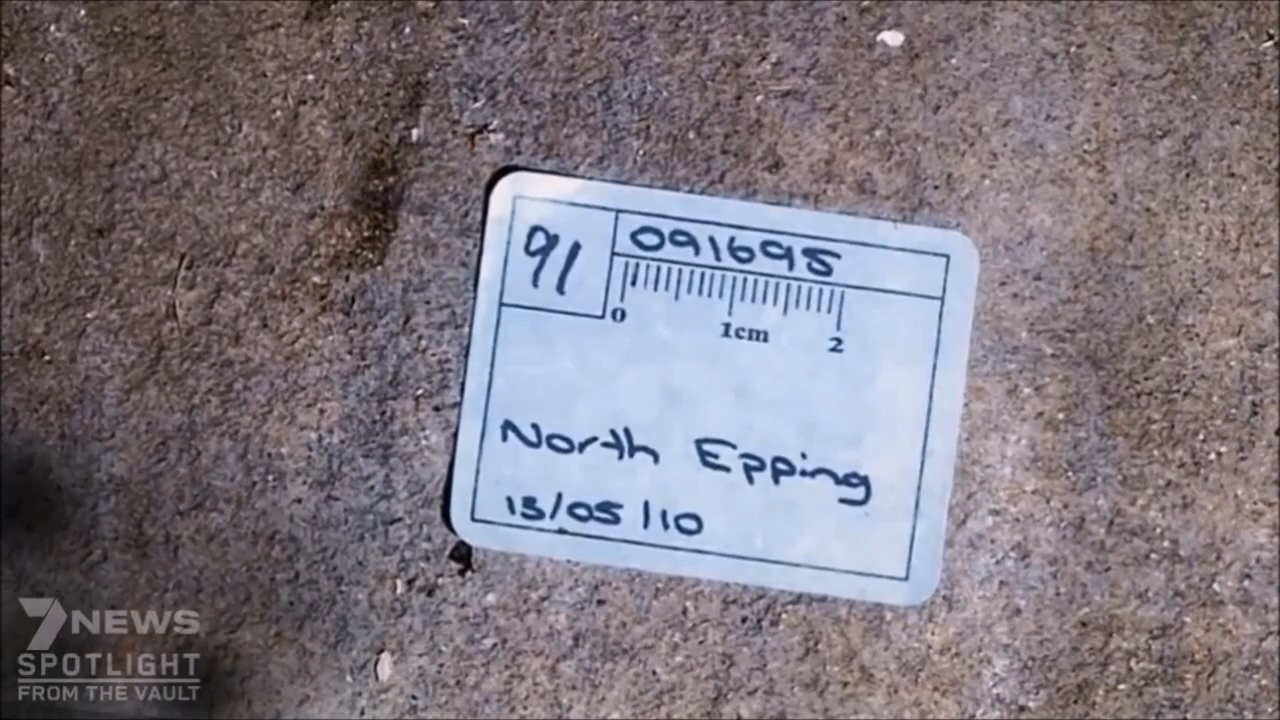 91
091695
0 1cm 2
North Epping
13/05/10
7NEWS
SPOTLIGHT
FROM THE VAULT